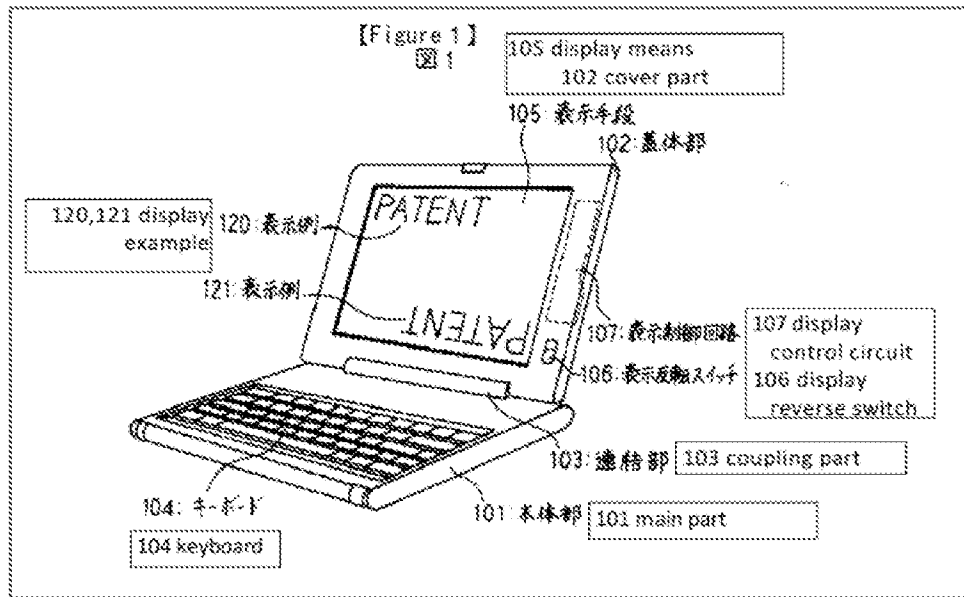 【Figure 1】
図1
105 display means
102 cover part
105:表示手段
102:蓋体部
PATENT
120,121 display
example
120:表示例
121:表示例
PATENT
107:表示制御回路
107 display
control circuit
106:表示反転スイッチ
106 display
reverse switch
103:連結部
103 coupling part
104:キーボード
104 keyboard
101:本体部
101 main part